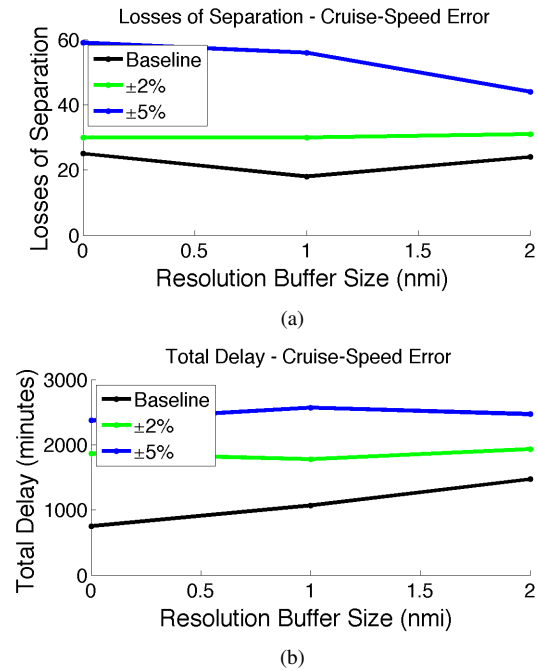 Losses of Separation - Cruise-Speed Error
Losses of Separation
60
40
20
0
Baseline
±2%
±5%
0
0.5
1
1.5
2
Resolution Buffer Size (nmi)
(a)
Total Delay - Cruise-Speed Error
Total Delay (minutes)
3000
2000
1000
0
Baseline
±2%
±5%
0
0.5
1
1.5
2
Resolution Buffer Size (nmi)
(b)